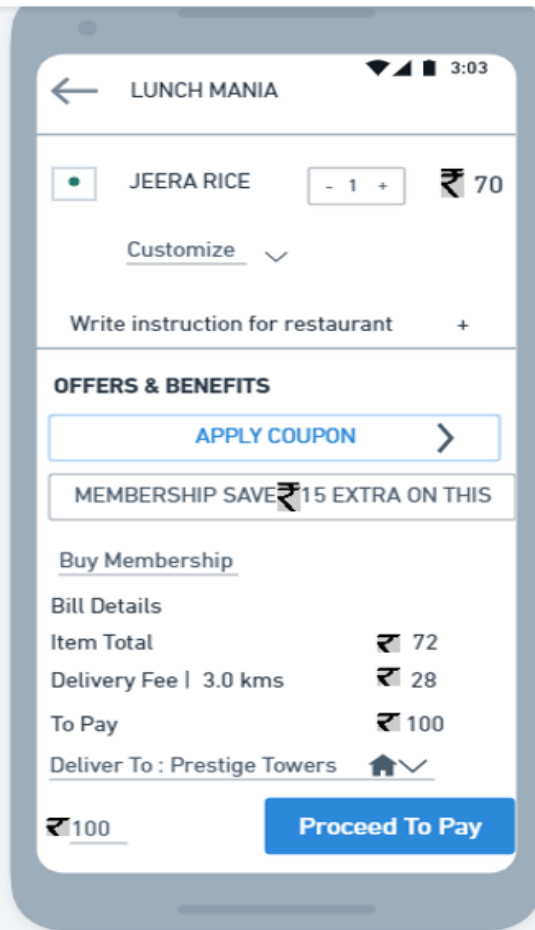 3:03
← LUNCH MANIA
JEERA RICE - 1 + ₹ 70
Customize
Write instruction for restaurant +
OFFERS & BENEFITS
APPLY COUPON
MEMBERSHIP SAVE ₹ 15 EXTRA ON THIS
Buy Membership
Bill Details
Item Total ₹ 72
Delivery Fee | 3.0 kms ₹ 28
To Pay ₹ 100
Deliver To : Prestige Towers
₹ 100 Proceed To Pay